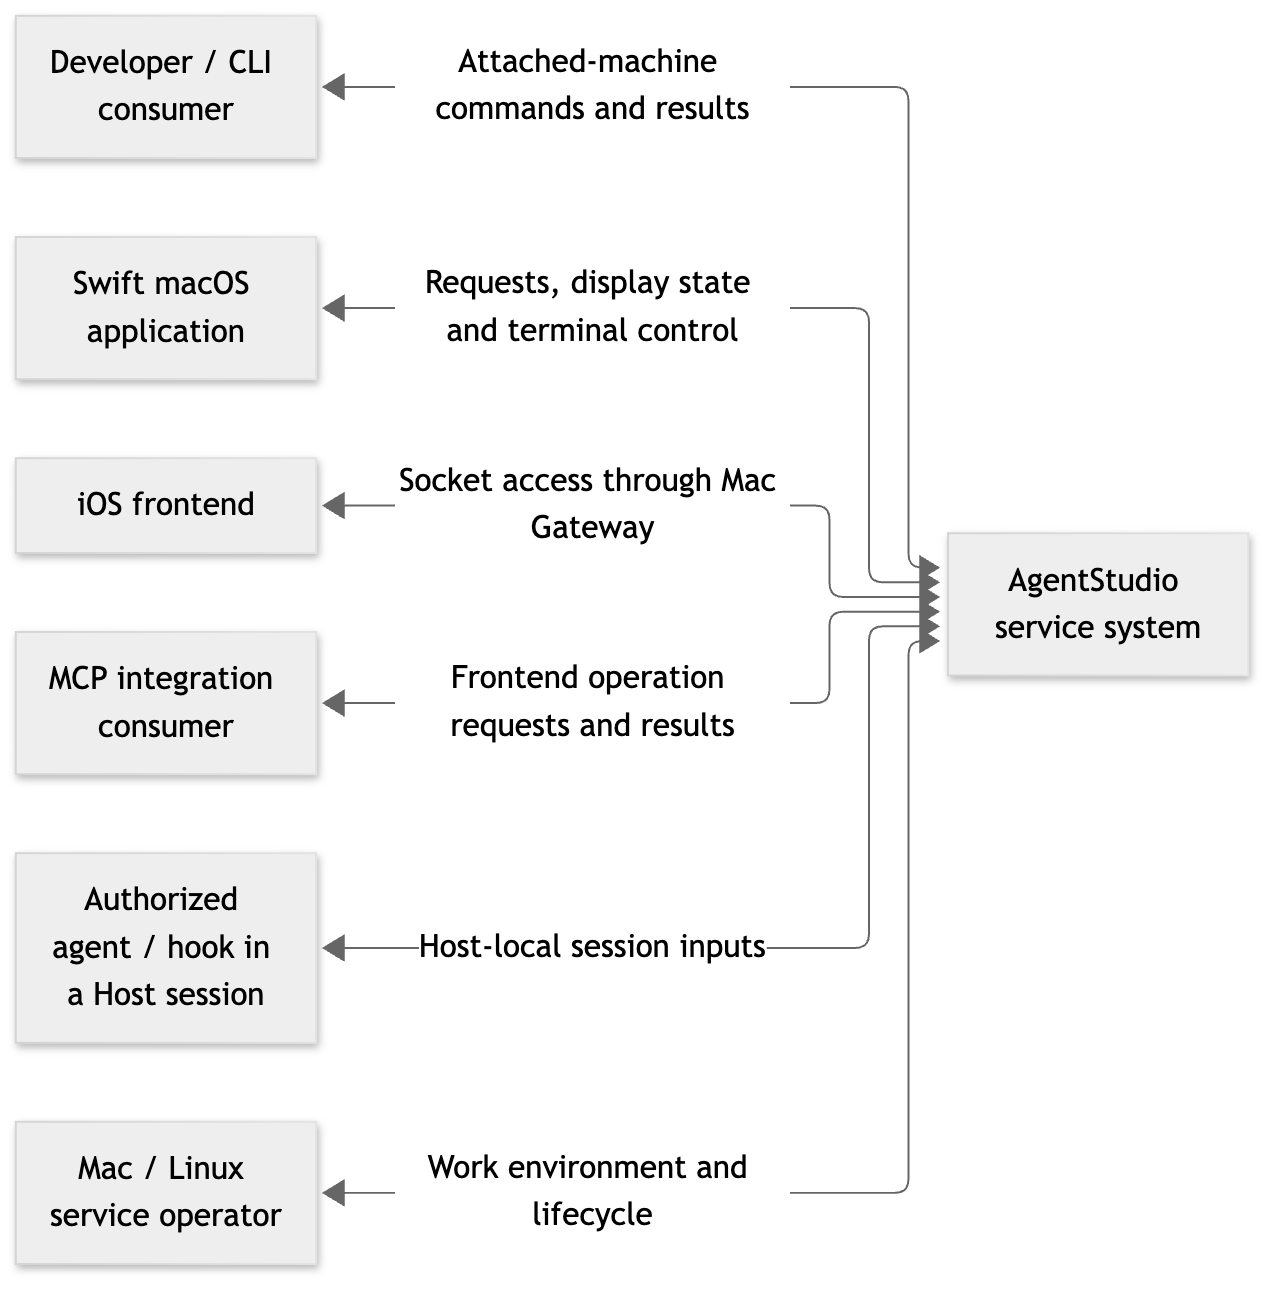 Developer / CLI
consumer
Attached-machine
commands and results
Swift macOS
application
Requests, display state
and terminal control
iOS frontend
Socket access through Mac
Gateway
AgentStudio
service system
MCP integration
consumer
Frontend operation
requests and results
Authorized
agent / hook in
a Host session
Host-local session inputs
Mac / Linux
service operator
Work environment and
lifecycle